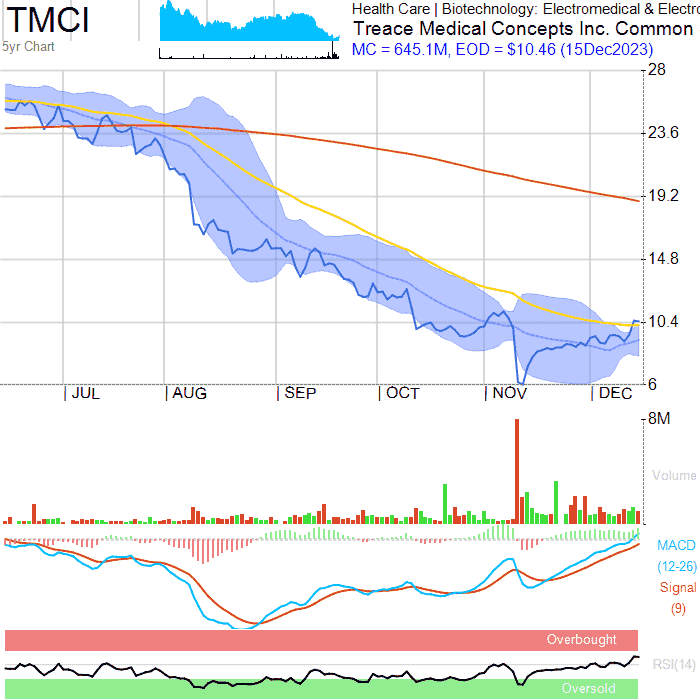 TMCI
5yr Chart
Health Care | Biotechnology: Electromedical & Electro
Treace Medical Concepts Inc. Common
MC = 645.1M, EOD = $10.46 (15Dec2023)
28
23.6
19.2
14.8
10.4
6
JUL AUG SEP OCT NOV DEC
8M
Volume
MACD
(12-26)
Signal
(9)
Overbought
RSI(14)
Oversold